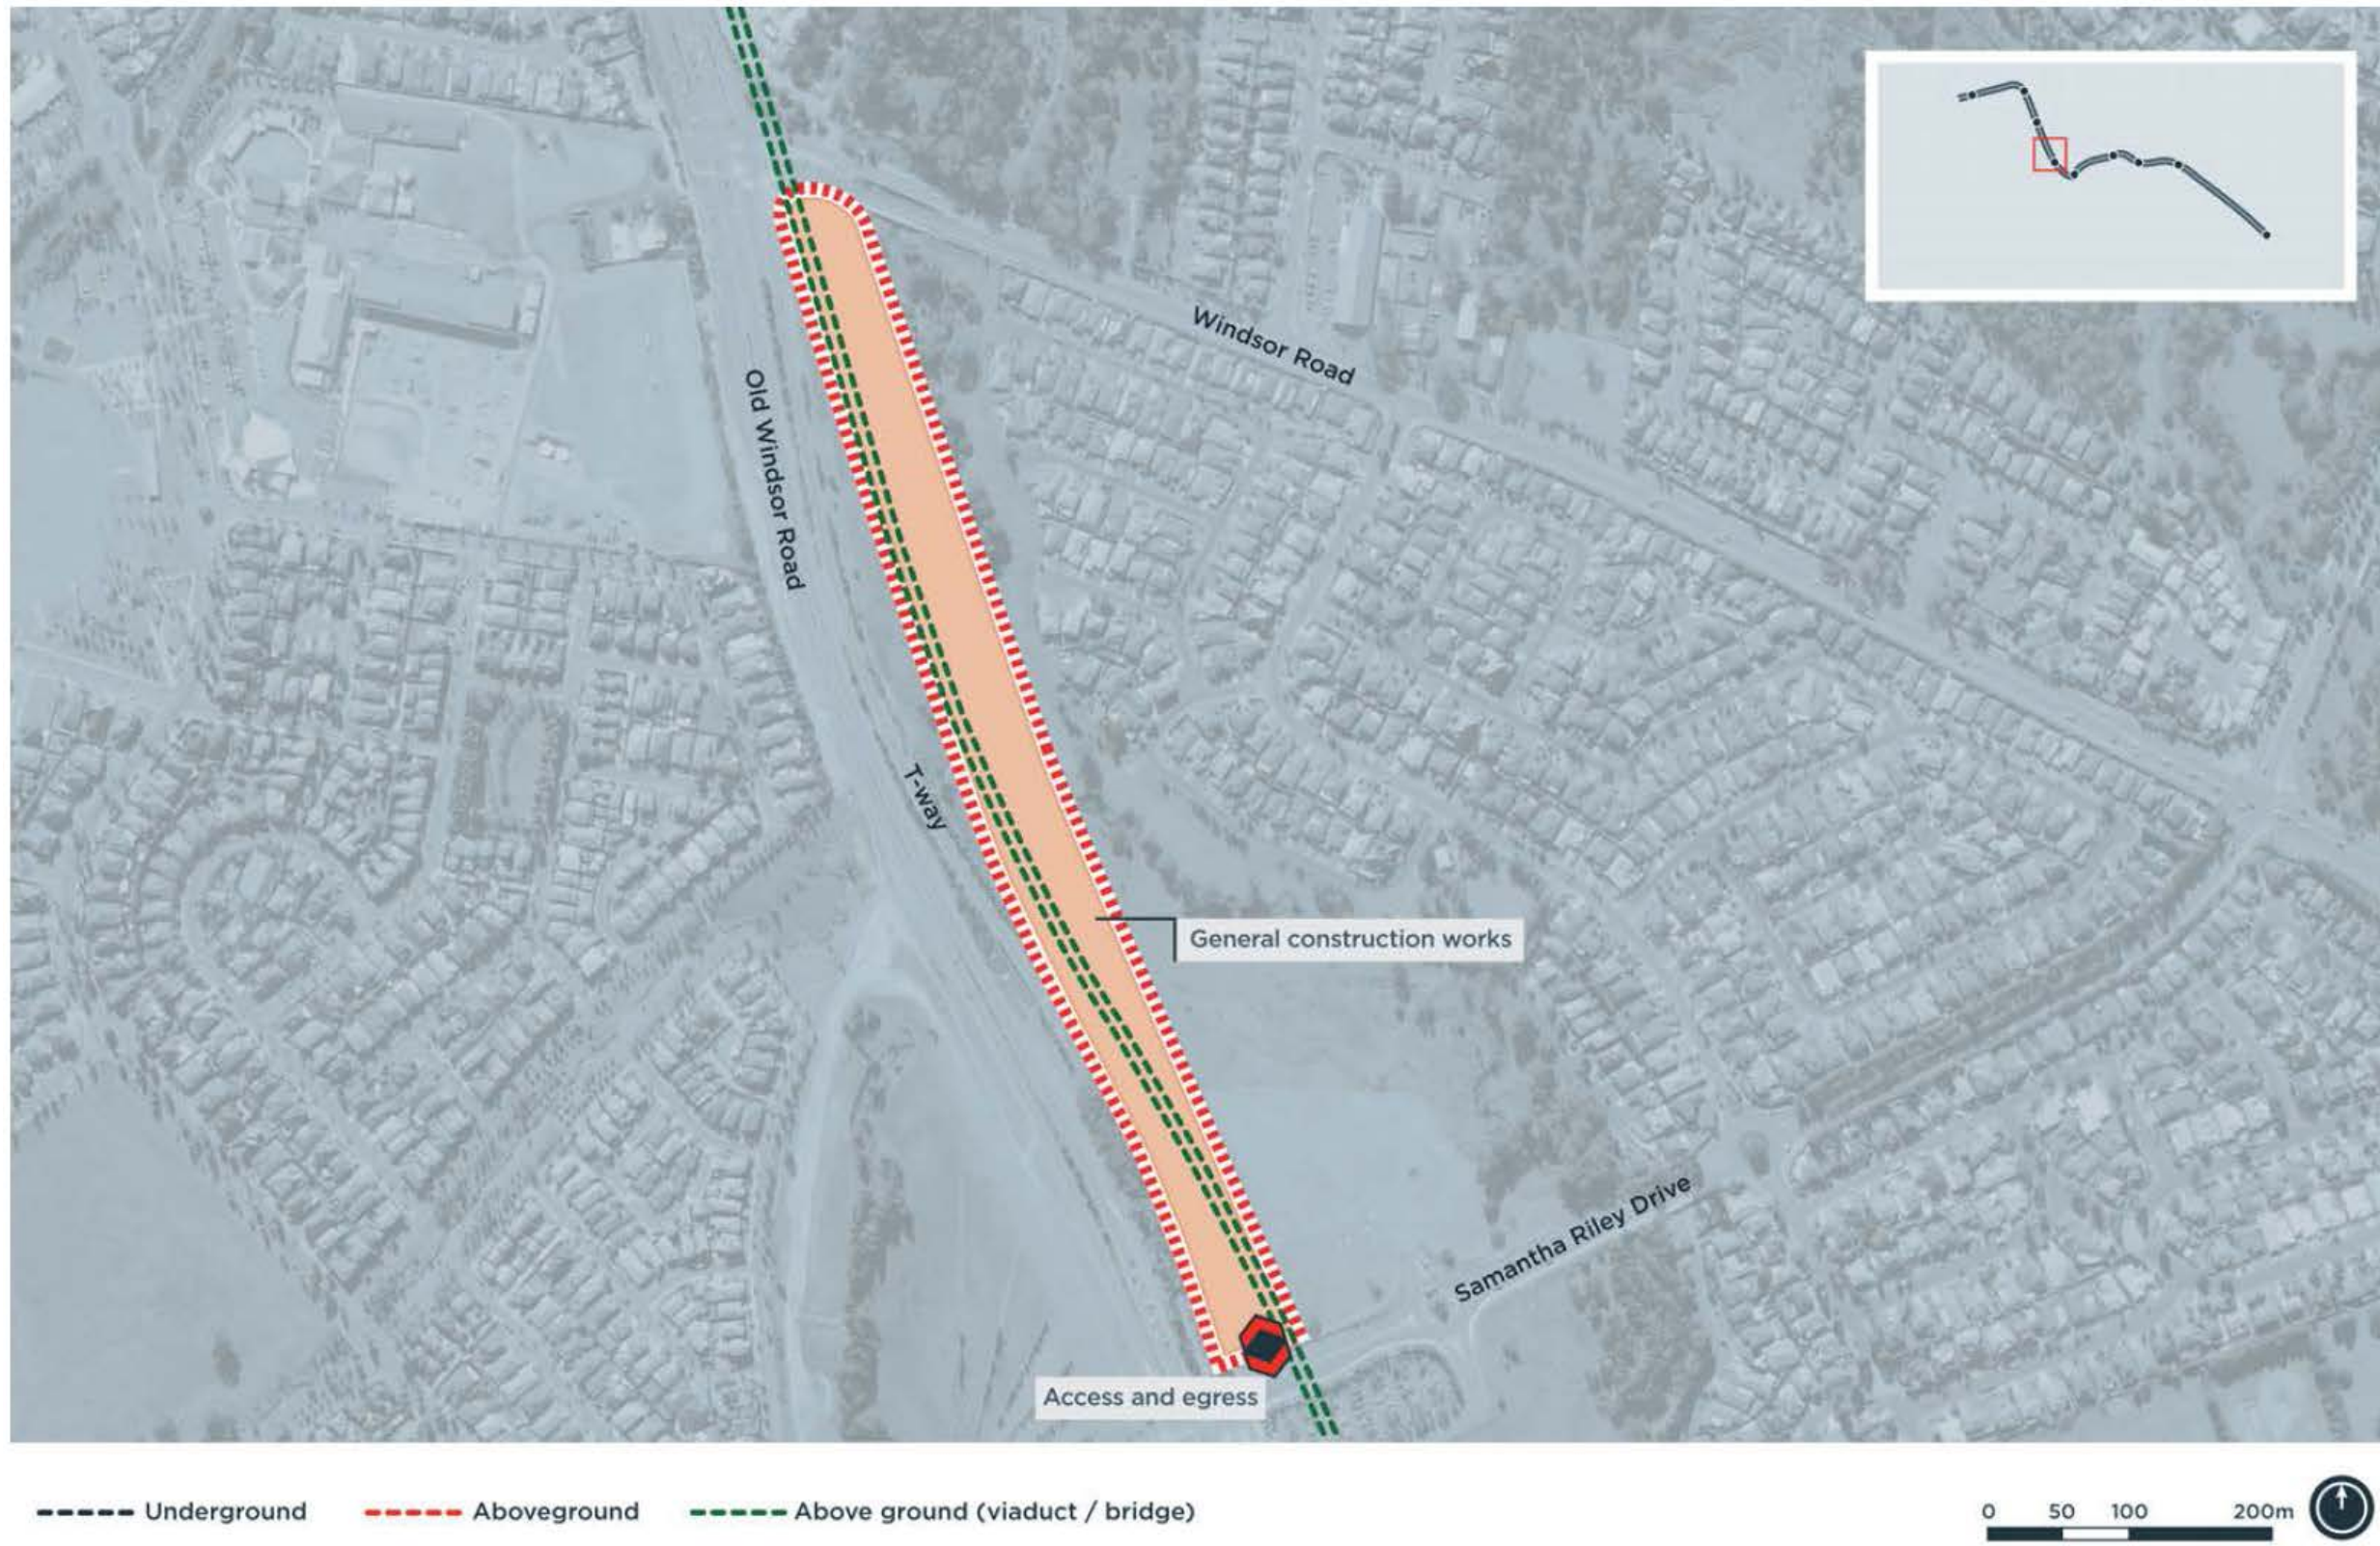 Windsor Road
Old Windsor Road
T-way
General construction works
Samantha Riley Drive
Access and egress
Underground
Aboveground
Above ground (viaduct / bridge)
0 50 100 200m